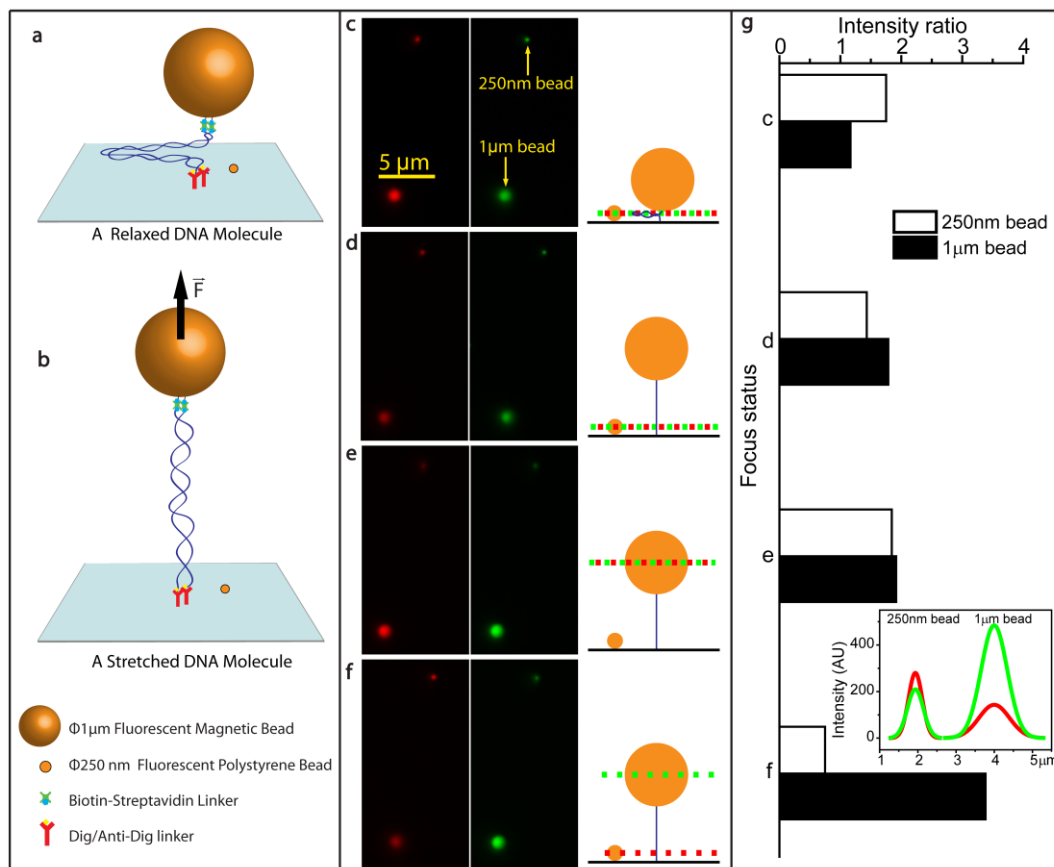 a
A Relaxed DNA Molecule
F
b
A Stretched DNA Molecule
Φ1µm Fluorescent Magnetic Bead
Φ250 nm Fluorescent Polystyrene Bead
Biotin-Streptavidin Linker
Dig/Anti-Dig linker
c
250nm bead
1µm bead
5 µm
d
e
f
g
Intensity ratio
0 1 2 3 4
c
250nm bead
1µm bead
d
Focus status
e
250nm bead 1µm bead
Intensity (AU)
400
200
0
1 2 3 4 5µm
f